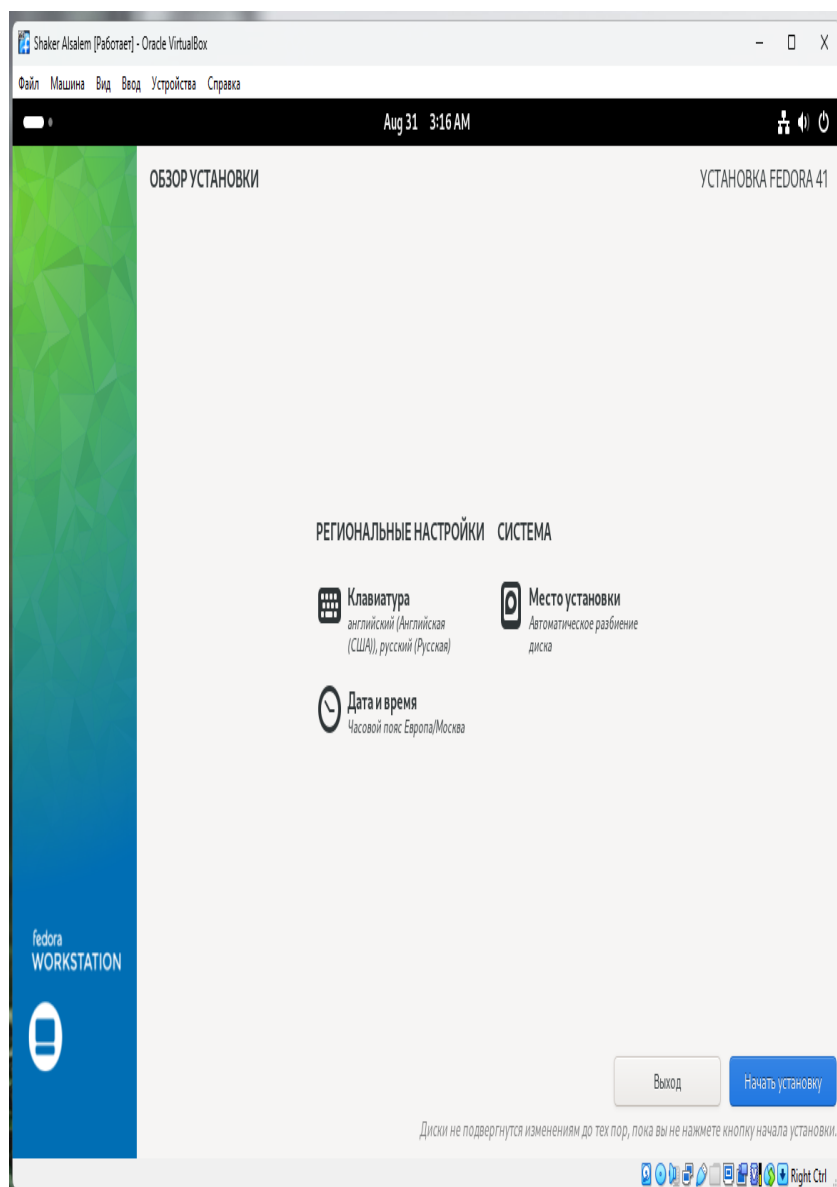 Shaker Alsalem [Работает] - Oracle VirtualBox
Файл Машина Вид Ввод Устройства Справка
Aug 31 3:16 AM
ОБЗОР УСТАНОВКИ
УСТАНОВКА FEDORA 41
РЕГИОНАЛЬНЫЕ НАСТРОЙКИ
СИСТЕМА
Клавиатура
английский (Английская
(США)), русский (Русская)
Место установки
Автоматическое разбиение
диска
Дата и время
Часовой пояс Европа/Москва
fedora
WORKSTATION
Выход
Начать установку
Диски не подвергнутся изменениям до тех пор, пока вы не нажмете кнопку начала установки.
Right Ctrl